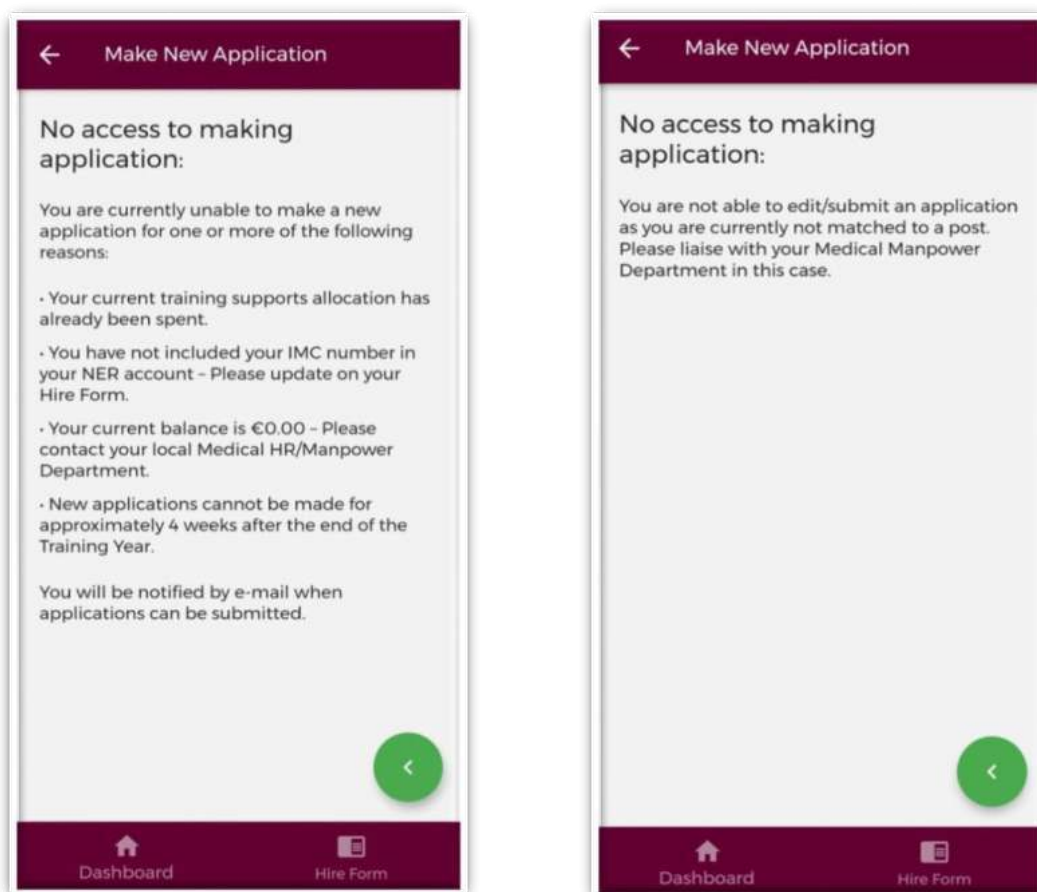 Make New Application
No access to making
application:
You are currently unable to make a new
application for one or more of the following
reasons:
• Your current training supports allocation has
already been spent.
• You have not included your IMC number in
your NER account – Please update on your
Hire Form.
• Your current balance is €0.00 – Please
contact your local Medical HR/Manpower
Department.
• New applications cannot be made for
approximately 4 weeks after the end of the
Training Year.
You will be notified by e-mail when
applications can be submitted.
Dashboard
Hire Form
Make New Application
No access to making
application:
You are not able to edit/submit an application
as you are currently not matched to a post.
Please liaise with your Medical Manpower
Department in this case.
Dashboard
Hire Form